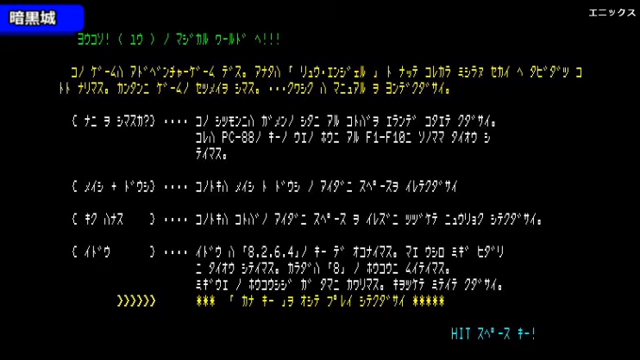 暗黒城
エニックス
ﾖｳｺｿ! ( ﾕｳ ) ﾉ ﾏｼﾞｶﾙ ﾜｰﾙﾄﾞ ﾍ!!!
ｺﾉ ｹﾞｰﾑﾊ ｱﾄﾞﾍﾞﾝﾁｬｰｹﾞｰﾑ ﾃﾞｽ｡ ｱﾅﾀﾊ ｢ ﾘｭｳ･ｴﾝｼﾞｪﾙ ｣ ﾄ ﾅｯﾃ ｺﾚｶﾗ ﾐｼﾗﾇ ｾｶｲ ﾍ ﾀﾋﾞﾀﾞﾂ ｺ
ﾄﾄ ﾅﾘﾏｽ｡ ｶﾝﾀﾝﾆ ｹﾞｰﾑﾉ ｾﾂﾒｲｦ ｼﾏｽ｡ ･･･ｸﾜｼｸ ﾊ ﾏﾆｭｱﾙ ｦ ﾖﾝﾃﾞｸﾀﾞｻｲ｡
( ﾅﾆ ｦ ｼﾏｽｶ?) ････ ｺﾉ ｼﾂﾓﾝﾆﾊ ｶﾞﾒﾝﾉ ｼﾀﾆ ｱﾙ ｺﾄﾊﾞｦ ｴﾗﾝﾃﾞ ｺﾀｴﾃ ｸﾀﾞｻｲ｡
ｺﾚﾊ PC-88ﾉ ｷｰﾉ ｳｴﾉ ﾎｳﾆ ｱﾙ F1-F10ﾆ ｿﾉﾏﾏ ﾀｲｵｳ ｼ
ﾃｲﾏｽ｡
( ﾒｲｼ + ﾄﾞｳｼ) ････ ｺﾉﾄｷﾊ ﾒｲｼ ﾄ ﾄﾞｳｼ ﾉ ｱｲﾀﾞﾆ ｽﾍﾟｰｽｦ ｲﾚﾃｸﾀﾞｻｲ
( ｷｸ ﾊﾅｽ ) ････ ｺﾉﾄｷﾊ ｺﾄﾊﾞﾉ ｱｲﾀﾞﾆ ｽﾍﾟｰｽ ｦ ｲﾚｽﾞﾆ ﾂﾂﾞｹﾃ ﾆｭｳﾘｮｸ ｼﾃｸﾀﾞｻｲ｡
( ｲﾄﾞｳ ) ････ ｲﾄﾞｳ ﾊ ｢8.2.6.4｣ﾉ ｷｰ ﾃﾞ ｵｺﾅｲﾏｽ｡ ﾏｴ ｳｼﾛ ﾐｷﾞ ﾋﾀﾞﾘ
ﾆ ﾀｲｵｳ ｼﾃｲﾏｽ｡ ｶﾗﾀﾞﾊ ｢8｣ ﾉ ﾎｳｺｳﾆ ﾑｲﾃｲﾏｽ｡
ﾐｷﾞｳｴ ﾉ ﾎｳｺｳｼｼﾞ ｶﾞ ﾀﾏﾆ ｶﾜﾘﾏｽ｡ ｷｦﾂｹﾃ ﾐﾃｲﾃ ｸﾀﾞｻｲ｡
>>>>>> *** ｢ ｶﾅ ｷｰ ｣ｦ ｵｼﾃ ﾌﾟﾚｲ ｼﾃｸﾀﾞｻｲ *****
HIT ｽﾍﾟｰｽ ｷｰ!